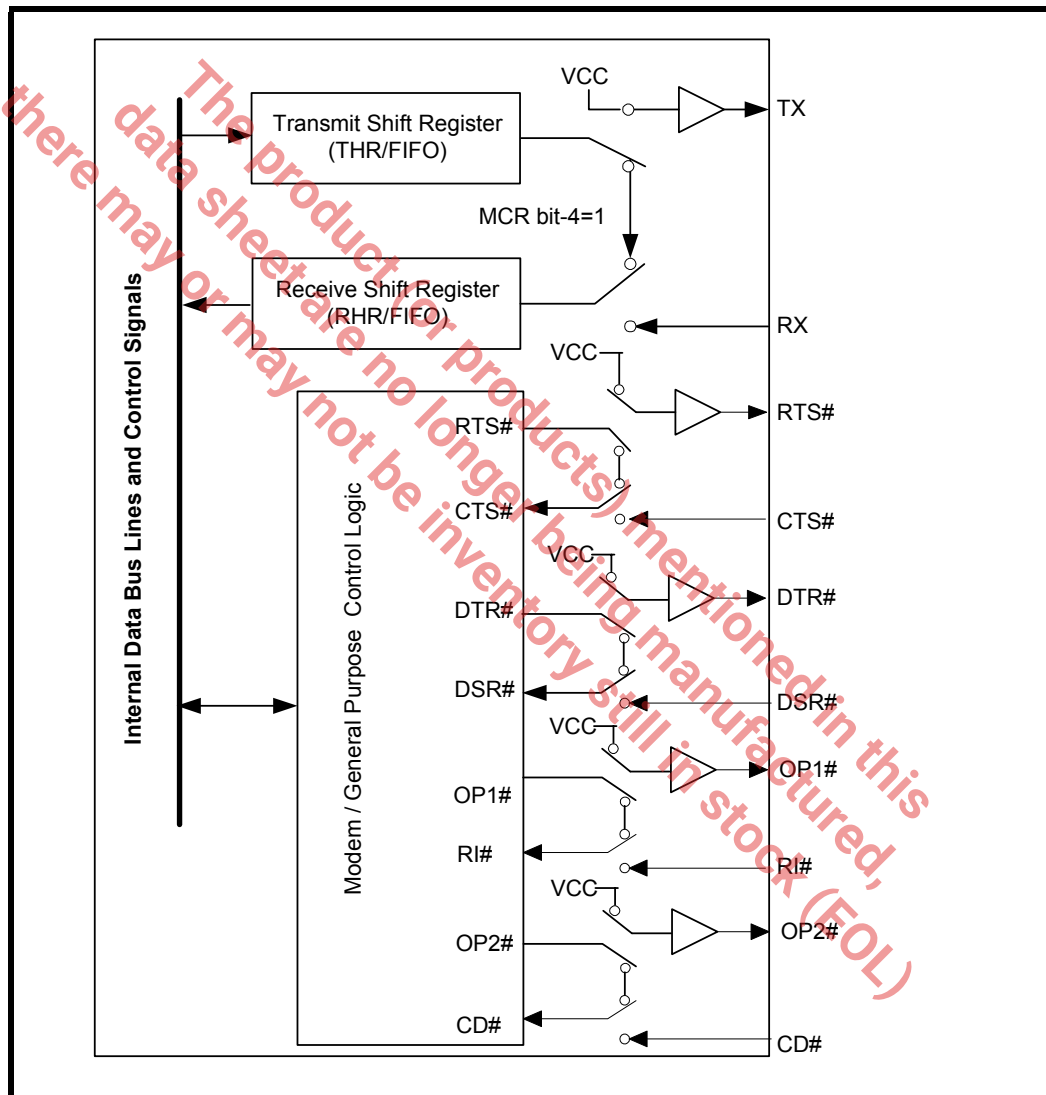 VCC
TX
Transmit Shift Register
(THR/FIFO)
MCR bit-4=1
Receive Shift Register
(RHR/FIFO)
RX
VCC
RTS#
RTS#
CTS#
CTS#
VCC
DTR#
DTR#
DSR#
DSR#
VCC
OP1#
OP1#
RI#
RI#
VCC
OP2#
OP2#
CD#
CD#
Internal Data Bus Lines and Control Signals
Modem / General Purpose Control Logic
The product (or products) mentioned in this
data sheet are no longer being manufactured,
there may or may not be inventory still in stock (EOL)